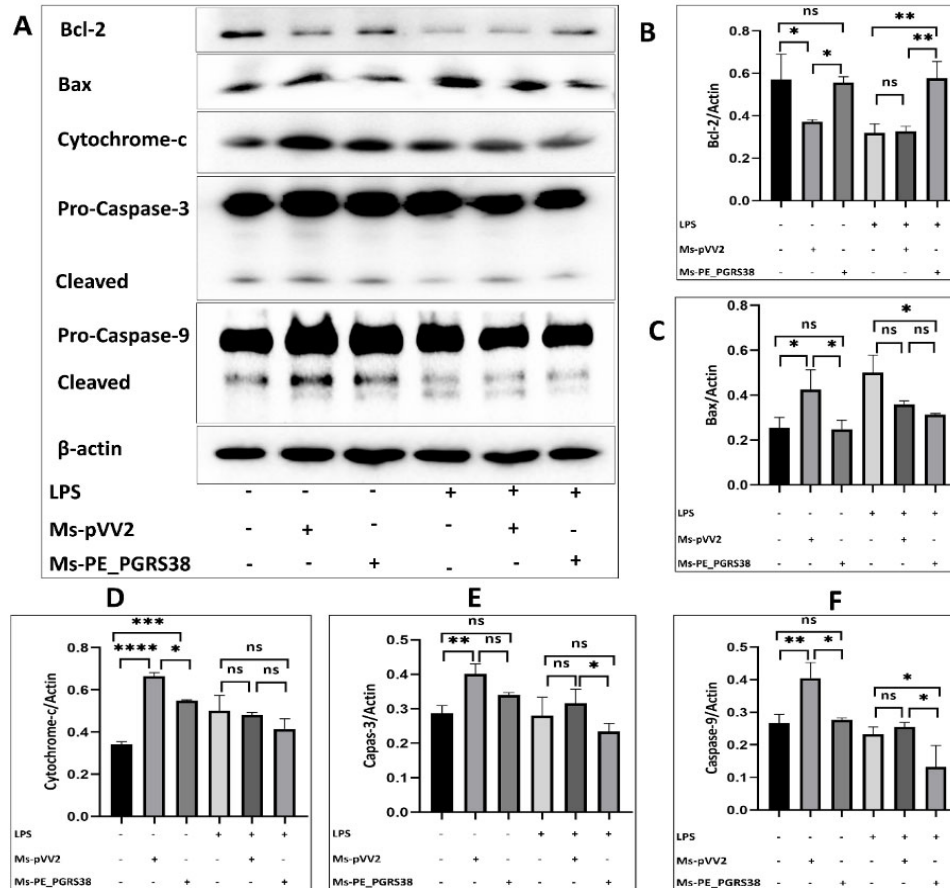 A
Bcl-2
Bax
Cytochrome-c
Pro-Caspase-3
Cleaved
Pro-Caspase-9
Cleaved
β-actin
LPS - - - + + +
Ms-pVV2 - + - - + -
Ms-PE_PGRS38 - - + - - +
B
ns
**
*
*
**
ns
0.8
0.6
0.4
0.2
0.0
Bcl-2/Actin
LPS - - - + + +
Ms-pVV2 - + - - + -
Ms-PE_PGRS38 - - + - - +
C
ns
*
*
*
ns
ns
0.8
0.6
0.4
0.2
0.0
Bax/Actin
LPS - - - + + +
Ms-pVV2 - + - - + -
Ms-PE_PGRS38 - - + - - +
D
***
****
*
ns
ns
ns
0.8
0.6
0.4
0.2
0.0
Cytochrome-c/Actin
LPS - - - + + +
Ms-pVV2 - + - - + -
Ms-PE_PGRS38 - - + - - +
E
ns
**
ns
ns
ns
*
0.5
0.4
0.3
0.2
0.1
0.0
Capas-3/Actin
LPS - - - + + +
Ms-pVV2 - + - - + -
Ms-PE_PGRS38 - - + - - +
F
ns
**
*
*
ns
*
0.5
0.4
0.3
0.2
0.1
0.0
Caspase-9/Actin
LPS - - - + + +
Ms-pVV2 - + - - + -
Ms-PE_PGRS38 - - + - - +